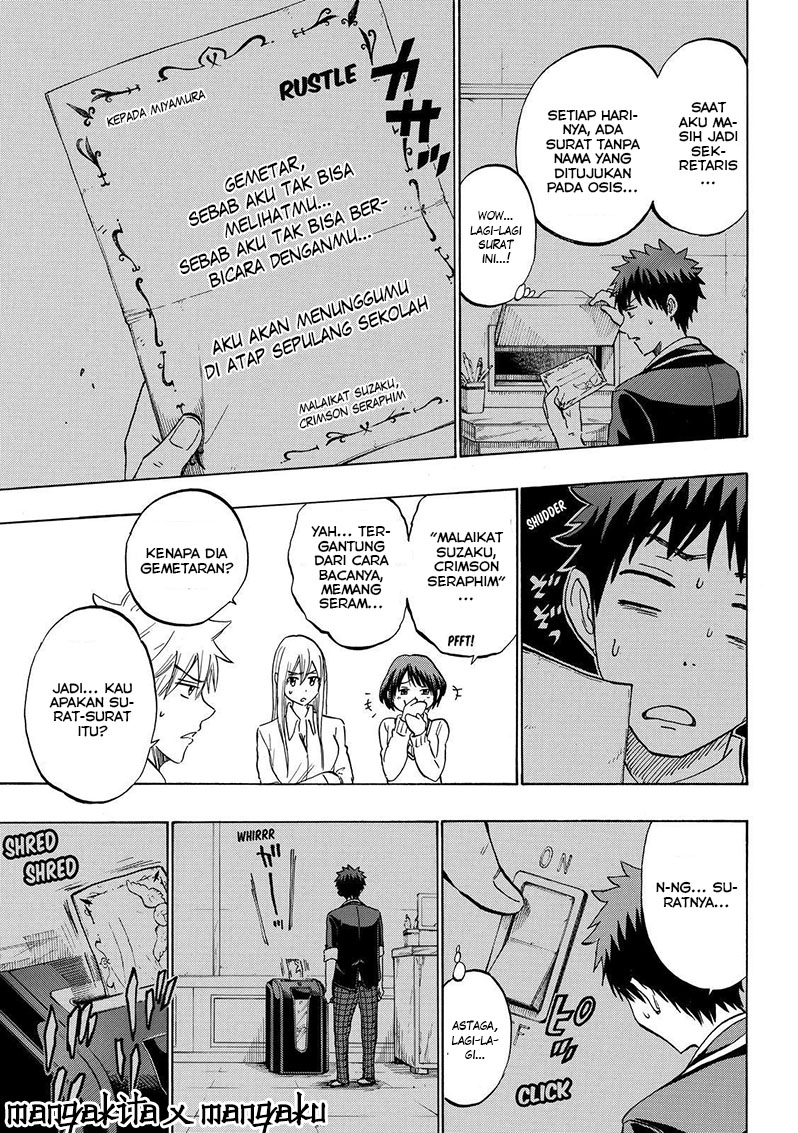 SAAT
AKU MA-
SIH JADI
SEK-
RETARIS
...
SETIAP HARI-
NYA, ADA
SURAT TANPA
NAMA YANG
DITUJUKAN
PADA OSIS...
WOW...
LAGI-LAGI
SURAT
INI...!
RUSTLE
ガサッ
KEPADA MIYAMURA
GEMETAR,
SEBAB AKU TAK BISA
MELIHATMU...
SEBAB AKU TAK BISA BER-
BICARA DENGANMU...
AKU AKAN MENUNGGUMU
DI ATAP SEPULANG SEKOLAH
MALAIKAT SUZAKU,
CRIMSON SERAPHIM
SHUDDER
"MALAIKAT
SUZAKU,
CRIMSON
SERAPHIM"
...
PFFT!
YAH... TER-
GANTUNG
DARI CARA
BACANYA,
MEMANG
SERAM...
KENAPA DIA
GEMETARAN?
JADI... KAU
APAKAN SU-
RAT-SURAT
ITU?
N-NG... SU-
RATNYA...
ON
ASTAGA,
LAGI-LA-
GI...
CLICK
WHIRRR
SHRED
SHRED
mangakita x mangaku